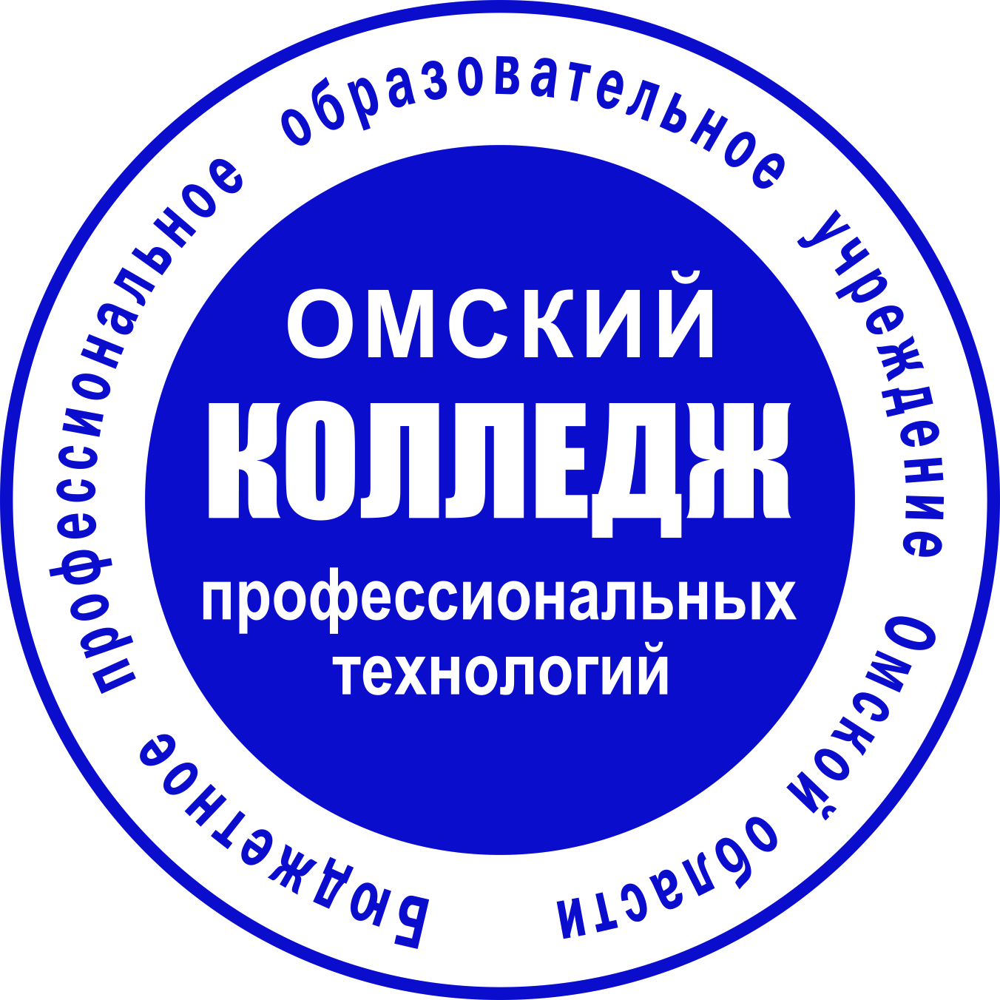 Бюджетное профессиональное образовательное учреждение Омской области
ОМСКИЙ
КОЛЛЕДЖ
профессиональных
технологий